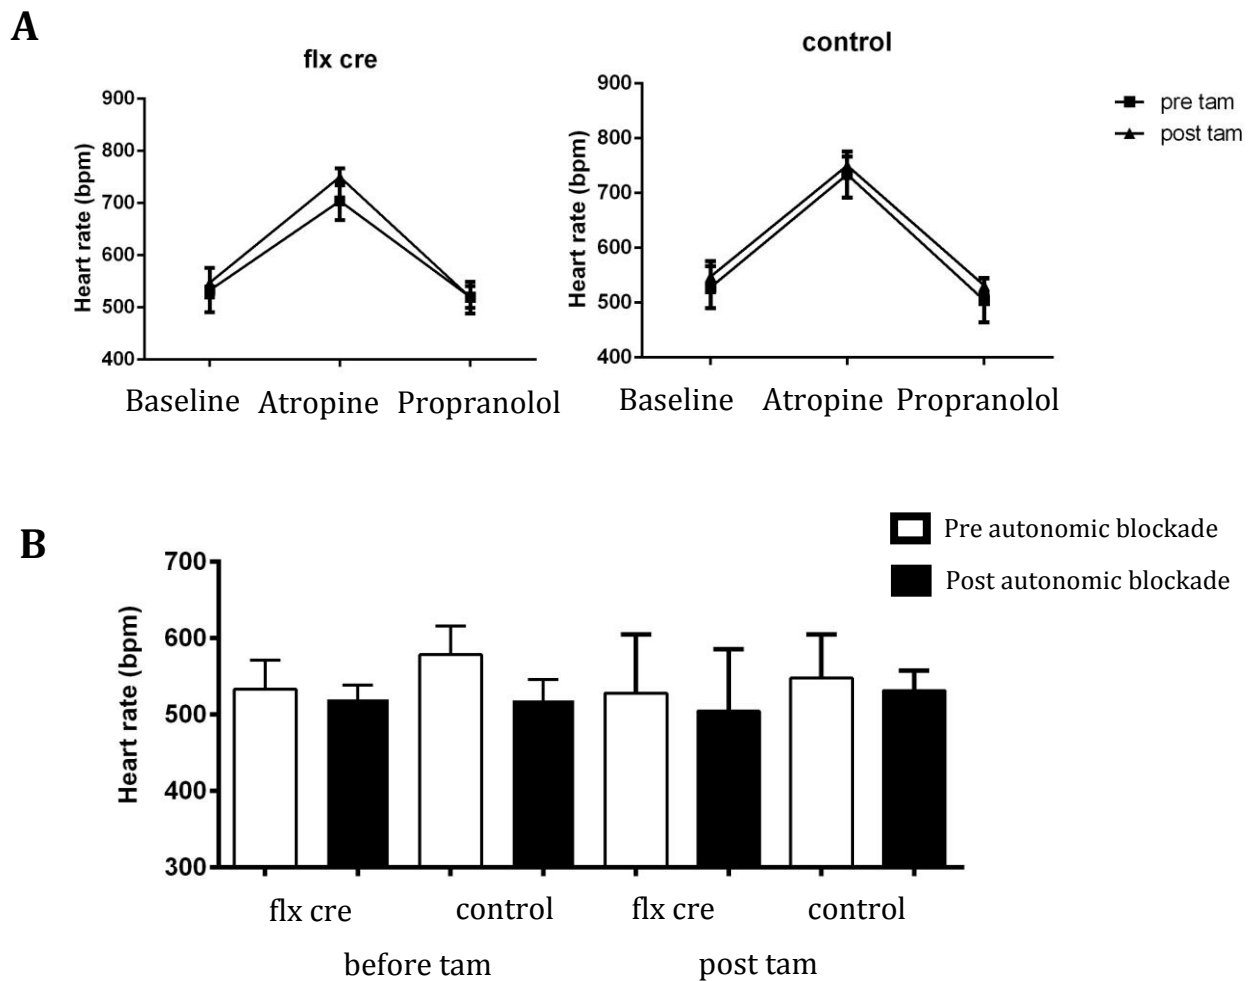 A
flx cre
control
900
800
700
600
500
400
Heart rate (bpm)
Baseline Atropine Propranolol
900
800
700
600
500
400
Heart rate (bpm)
Baseline Atropine Propranolol
pre tam
post tam
B
Pre autonomic blockade
Post autonomic blockade
700
600
500
400
300
Heart rate (bpm)
flx cre control flx cre control
before tam post tam